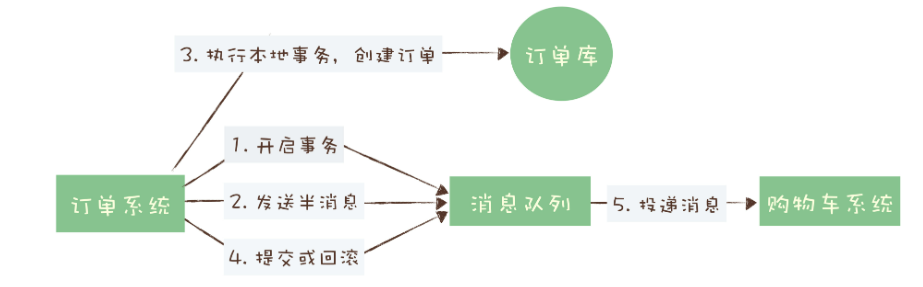 3. 执行本地事务，创建订单
订单库
1. 开启事务
订单系统
2. 发送半消息
消息队列
5. 投递消息
购物车系统
4. 提交或回滚